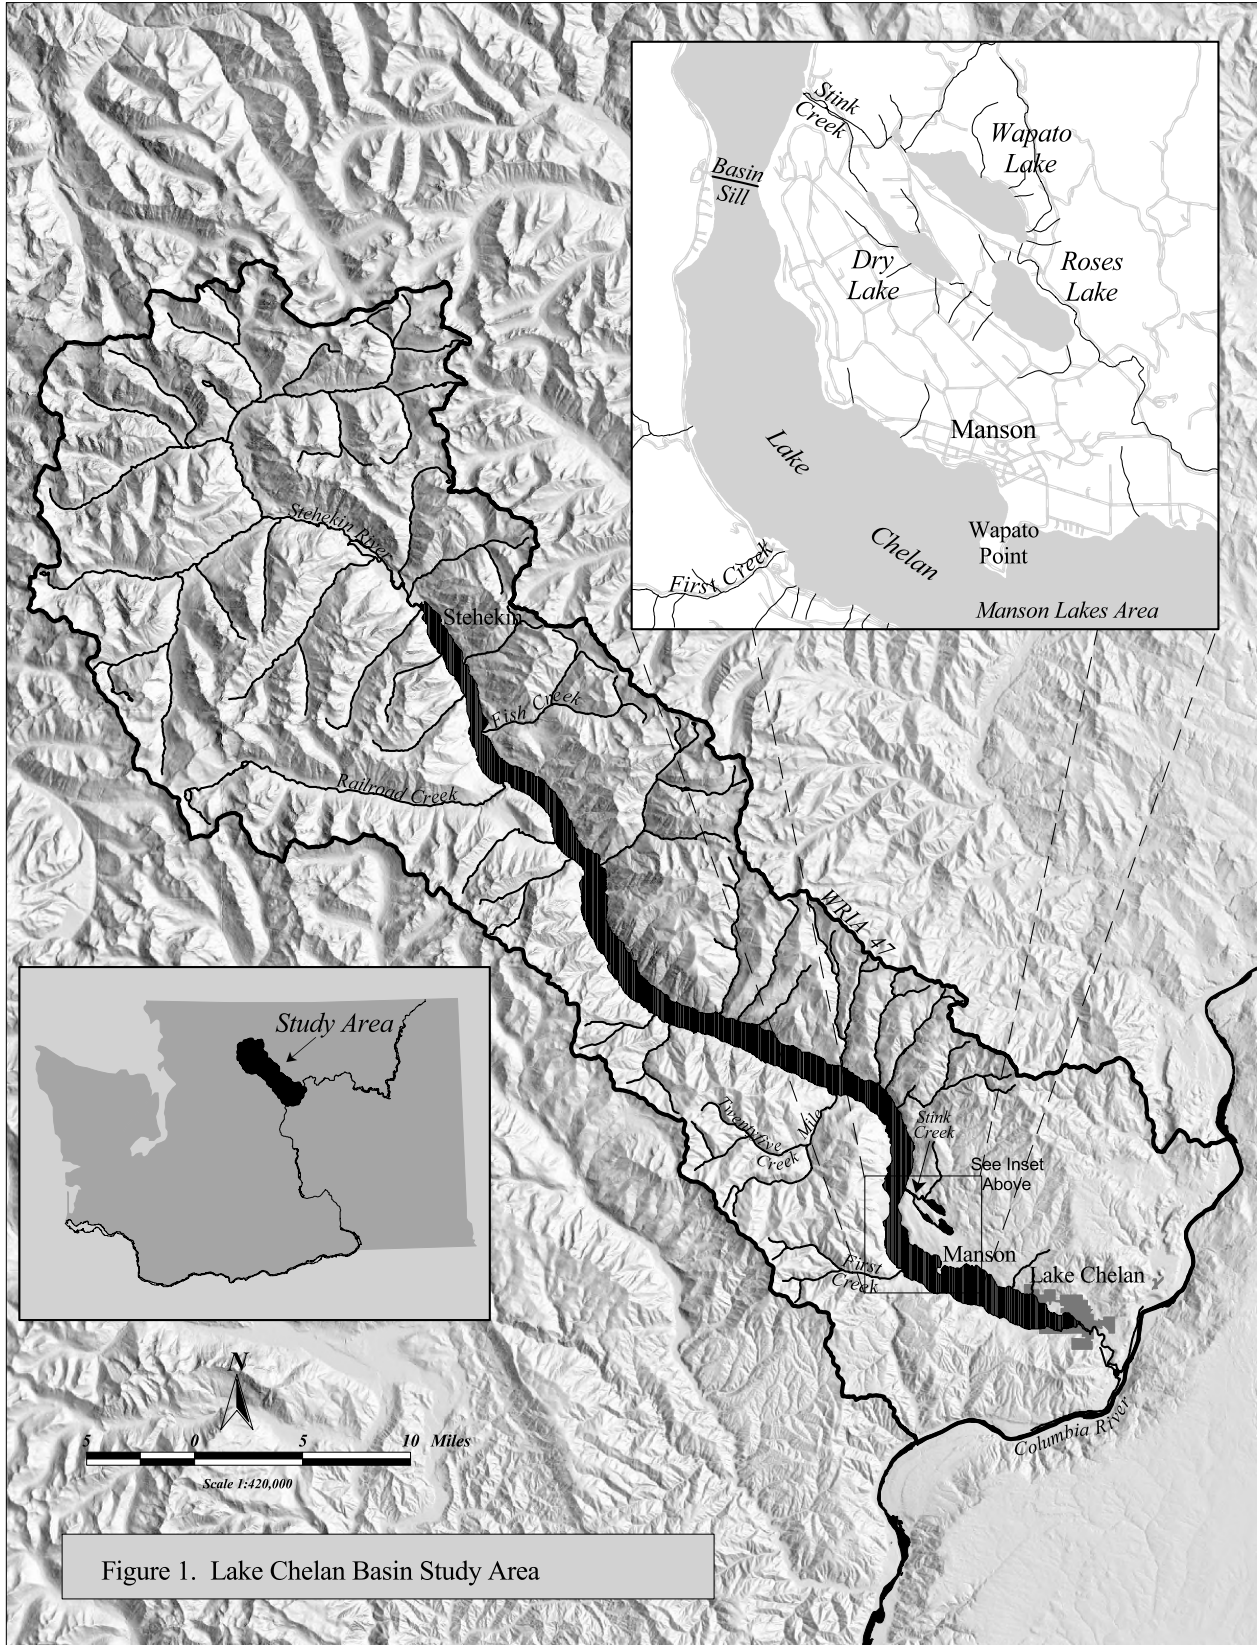 Stink
Creek
Wapato
Lake
Basin
Sill
Dry
Lake
Roses
Lake
Manson
Lake
Chelan
Wapato
Point
First Creek
Manson Lakes Area
Stehekin River
Stehekin
Fish Creek
Railroad Creek
WRIA 47
Study Area
Twentyfive Mile
Creek
Stink
Creek
See Inset
Above
Manson
First
Creek
Lake Chelan
Columbia River
N
5 0 5 10 Miles
Scale 1:420,000
Figure 1. Lake Chelan Basin Study Area